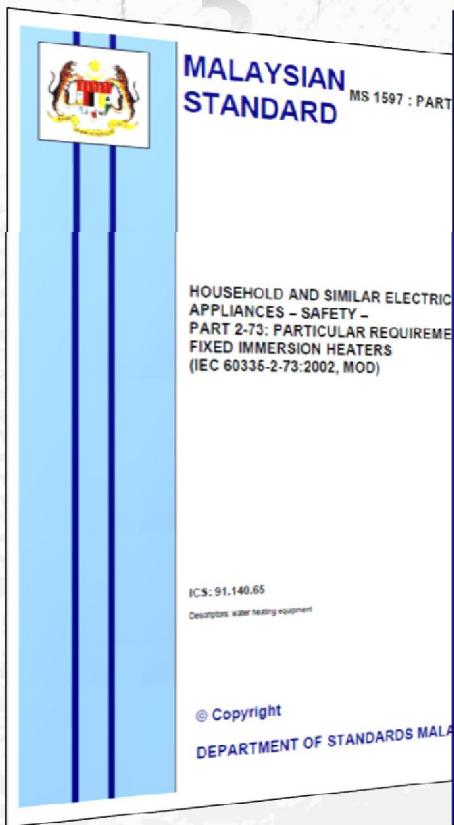 MALAYSIAN
STANDARD
MS 1597 : PART
HOUSEHOLD AND SIMILAR ELECTRIC
APPLIANCES – SAFETY –
PART 2-73: PARTICULAR REQUIREME
FIXED IMMERSION HEATERS
(IEC 60335-2-73:2002, MOD)
ICS: 91.140.65
Descriptors: water heating equipment
© Copyright
DEPARTMENT OF STANDARDS MALA